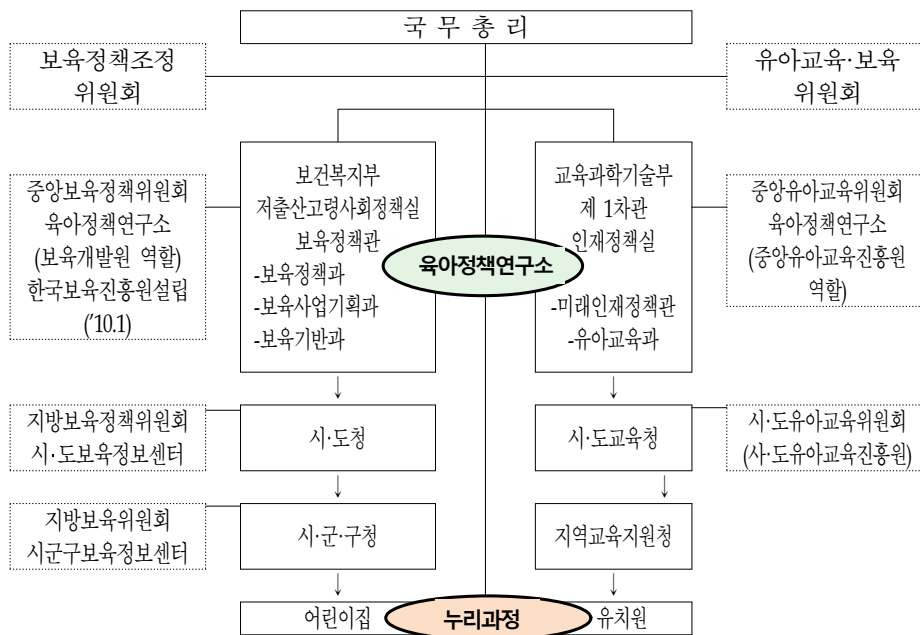 국 무 총 리
보육정책조정
위원회
유아교육·보육
위원회
중앙보육정책위원회
육아정책연구소
(보육개발원 역할)
한국보육진흥원설립
('10.1)
보건복지부
저출산고령사회정책실
보육정책관
-보육정책과
-보육사업기획과
-보육기반과
육아정책연구소
교육과학기술부
제 1차관
인재정책실
-미래인재정책관
-유아교육과
중앙유아교육위원회
육아정책연구소
(중앙유아교육진흥원
역할)
지방보육정책위원회
시·도보육정보센터
시·도청
시·도교육청
시·도유아교육위원회
(사·도유아교육진흥원)
지방보육위원회
시군구보육정보센터
시·군·구청
지역교육지원청
어린이집
누리과정
유치원